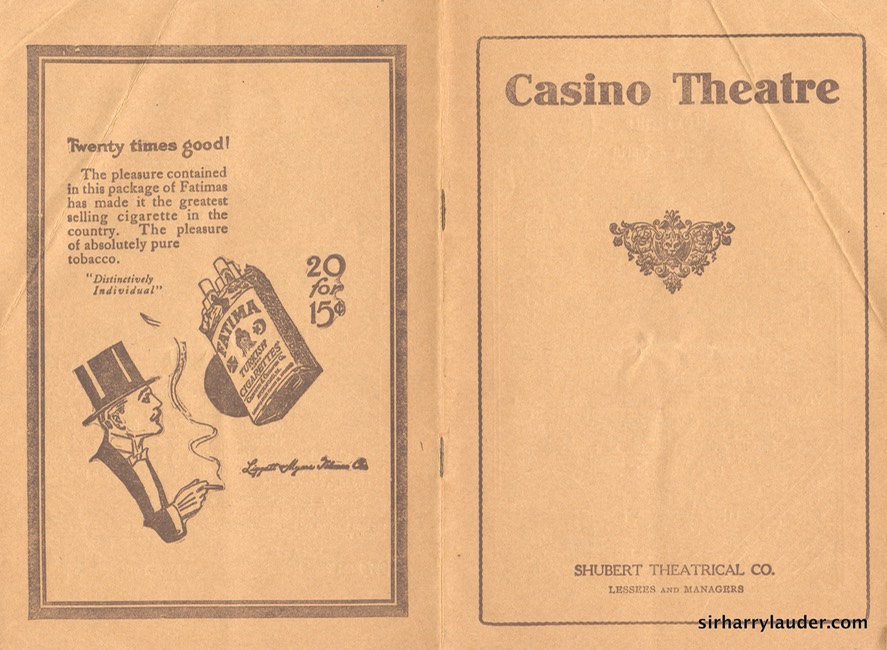 Twenty times good!
The pleasure contained
in this package of Fatimas
has made it the greatest
selling cigarette in the
country. The pleasure
of absolutely pure
tobacco.
"Distinctively
Individual"
20
for
15¢
FATIMA
TURKISH
CIGARETTES
Liggett & Myers Tobacco Co.
Casino Theatre
SHUBERT THEATRICAL CO.
LESSEES AND MANAGERS
sirharrylauder.com